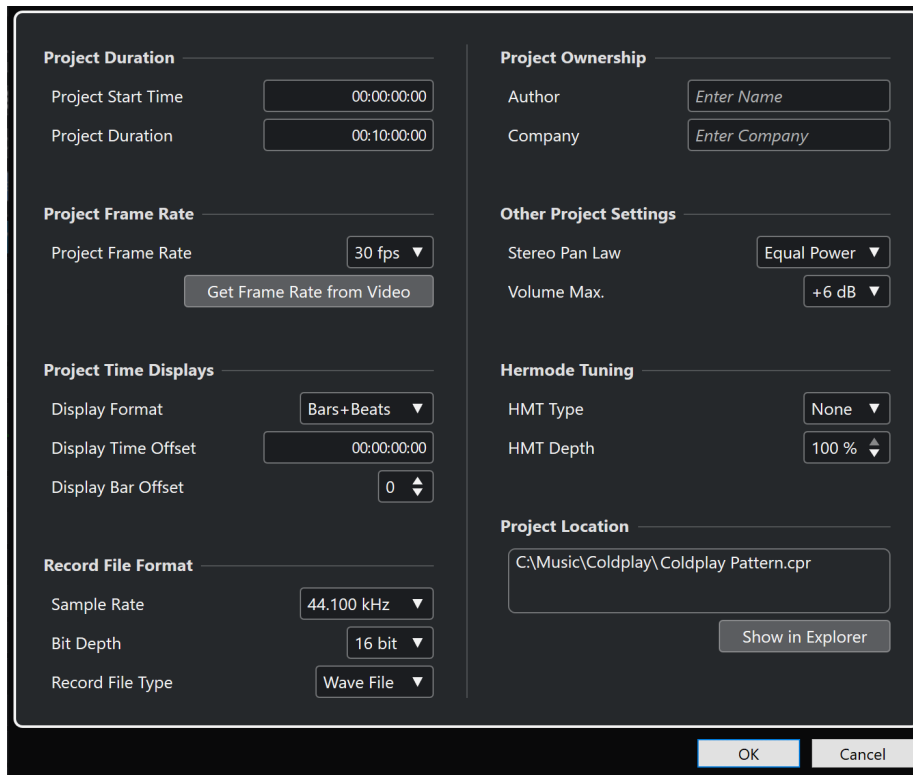 Project Duration
Project Start Time 00:00:00:00
Project Duration 00:10:00:00
Project Frame Rate
Project Frame Rate 30 fps
Get Frame Rate from Video
Project Time Displays
Display Format Bars+Beats
Display Time Offset 00:00:00:00
Display Bar Offset 0
Record File Format
Sample Rate 44.100 kHz
Bit Depth 16 bit
Record File Type Wave File
Project Ownership
Author Enter Name
Company Enter Company
Other Project Settings
Stereo Pan Law Equal Power
Volume Max. +6 dB
Hermode Tuning
HMT Type None
HMT Depth 100 %
Project Location
C:\Music\Coldplay\Coldplay Pattern.cpr
Show in Explorer
OK Cancel